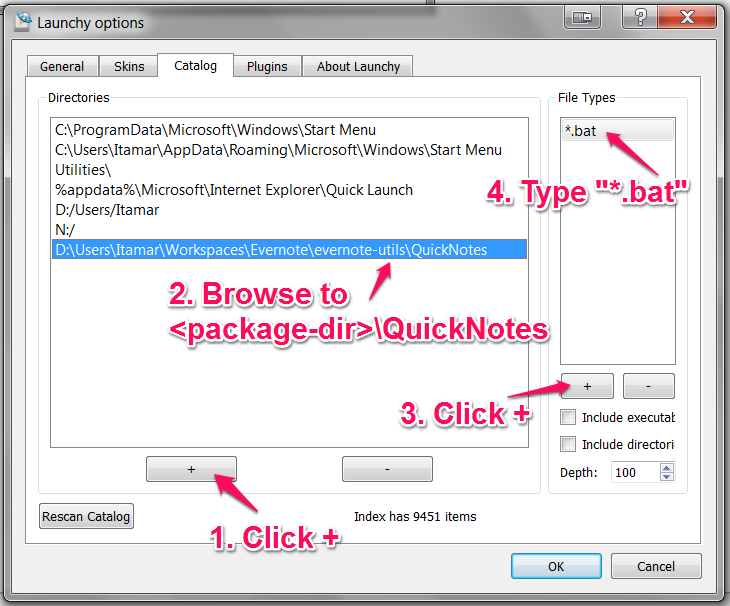 Launchy options
General
Skins
Catalog
Plugins
About Launchy
Directories
C:\ProgramData\Microsoft\Windows\Start Menu
C:\Users\Itamar\AppData\Roaming\Microsoft\Windows\Start Menu
Utilities\
%appdata%\Microsoft\Internet Explorer\Quick Launch
D:/Users/Itamar
N:/
D:\Users\Itamar\Workspaces\Evernote\evernote-utils\QuickNotes
2. Browse to
<package-dir>\QuickNotes
+
-
1. Click +
File Types
*.bat
4. Type "*.bat"
+
-
3. Click +
Include executab
Include directori
Depth:
100
Rescan Catalog
Index has 9451 items
OK
Cancel